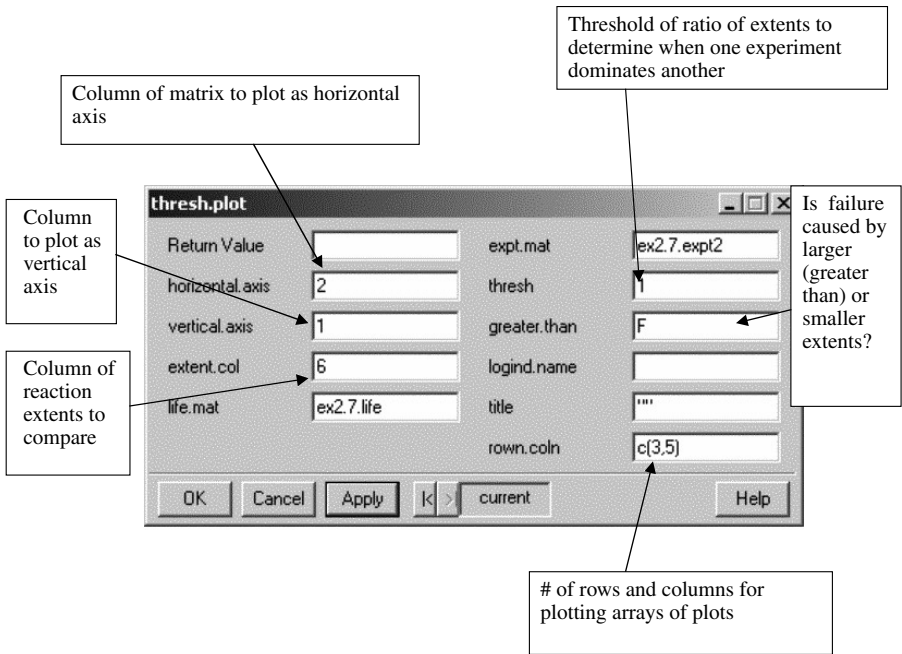 Threshold of ratio of extents to
determine when one experiment
dominates another
Column of matrix to plot as horizontal
axis
Column
to plot as
vertical
axis
Column of
reaction
extents to
compare
thresh.plot
Return Value
horizontal.axis 2
vertical.axis 1
extent.col 6
life.mat ex2.7.life
expt.mat ex2.7.expt2
thresh 1
greater.than F
logind.name
title ""
rown.coln c(3,5)
OK Cancel Apply |< >| current Help
Is failure
caused by
larger
(greater
than) or
smaller
extents?
# of rows and columns for
plotting arrays of plots